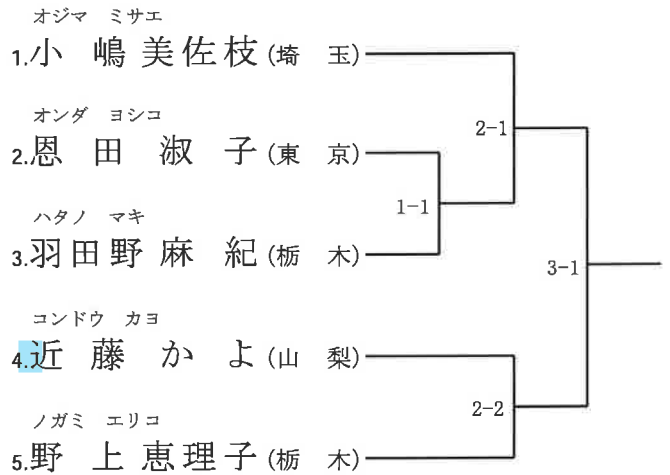 オジマ ミサエ
1.小嶋美佐枝(埼玉)
2-1
オンダ ヨシコ
2.恩田淑子(東京)
1-1
ハタノ マキ
3.羽田野麻紀(栃木)
3-1
コンドウ カヨ
4.近藤かよ(山梨)
2-2
ノガミ エリコ
5.野上恵理子(栃木)